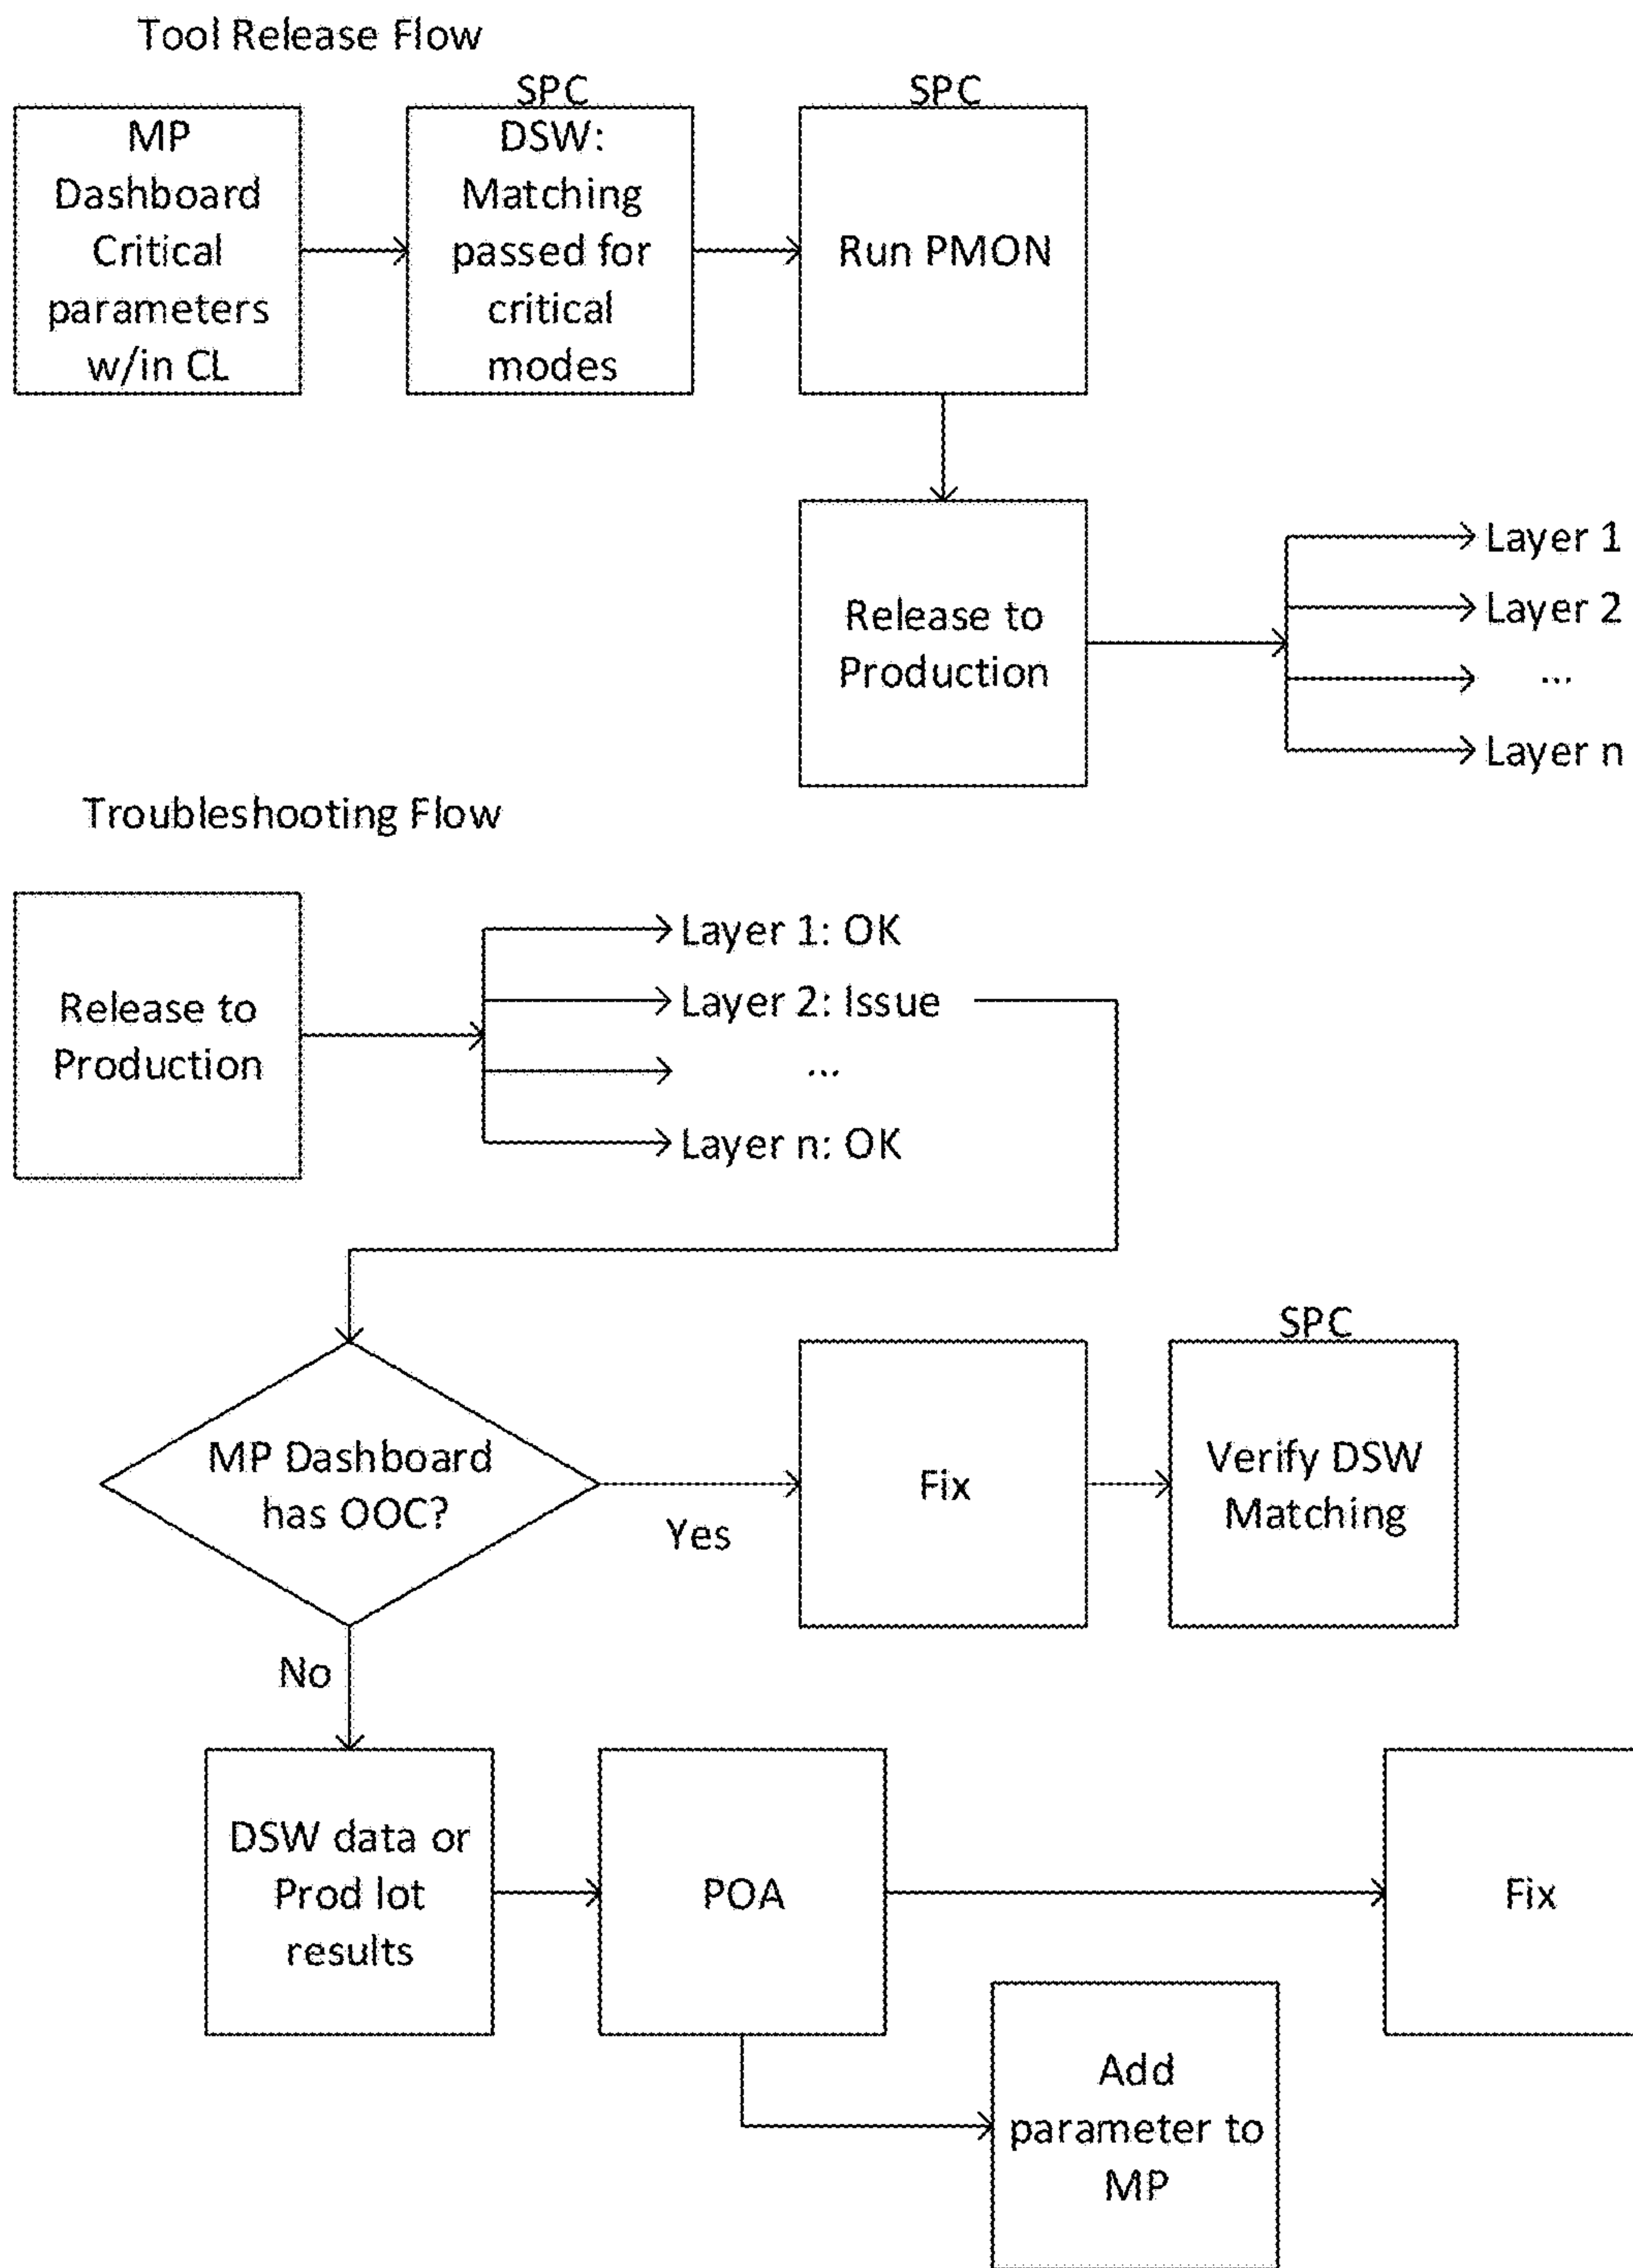 Tool Release Flow
SPC
SPC
MP
Dashboard
Critical
parameters
w/in CL
DSW:
Matching
passed for
critical
modes
Run PMON
Release to
Production
Layer 1
Layer 2
...
Layer n
Troubleshooting Flow
Release to
Production
Layer 1: OK
Layer 2: Issue
...
Layer n: OK
MP Dashboard
has OOC?
Yes
No
Fix
SPC
Verify DSW
Matching
DSW data or
Prod lot
results
POA
Fix
Add
parameter to
MP